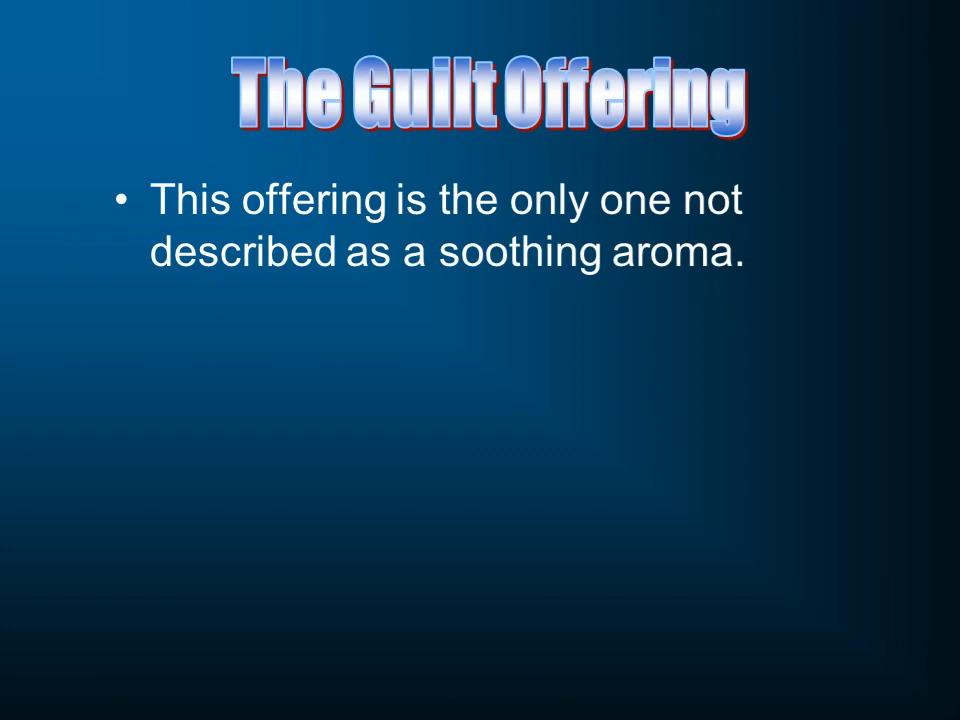 The Guilt Offering
• This offering is the only one not
described as a soothing aroma.